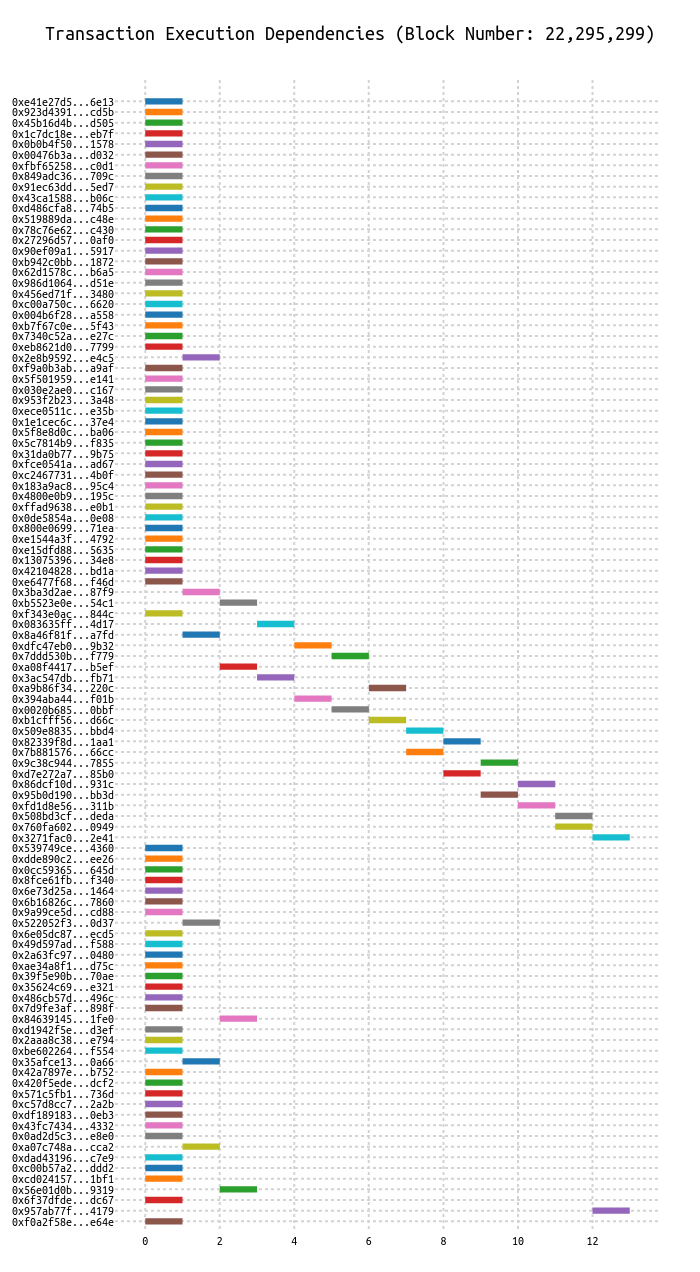 Transaction Execution Dependencies (Block Number: 22,295,299)
0xe41e27d5...6e13
0x923d4391...cd5b
0x45b16d4b...d505
0x1c7dc18e...eb7f
0x0b0b4f50...1578
0x00476b3a...d032
0xfbf65258...c0d1
0x849adc36...709c
0x91ec63dd...5ed7
0x43ca1588...b06c
0xd486cfa8...74b5
0x519889da...c48e
0x78c76e62...c430
0x27296d57...0af0
0x90ef09a1...5917
0xb942c0bb...1872
0x62d1578c...b6a5
0x986d1064...d51e
0x456ed71f...3480
0xc00a750c...6620
0x004b6f28...a558
0xb7f67c0e...5f43
0x7340c52a...e27c
0xeb8621d0...7799
0x2e8b9592...e4c5
0xf9a0b3ab...a9af
0x5f501959...e141
0x030e2ae0...c167
0x953f2b23...3a48
0xece0511c...e35b
0x1e1cec6c...37e4
0x5f8e8d0c...ba06
0x5c7814b9...f835
0x31da0b77...9b75
0xfce0541a...ad67
0xc2467731...4b0f
0x183a9ac8...95c4
0x4800e0b9...195c
0xffad9638...e0b1
0x0de5854a...0e08
0x800e0699...71ea
0xe1544a3f...4792
0xe15dfd88...5635
0x13075396...34e8
0x42104828...bd1a
0xe6477f68...f46d
0x3ba3d2ae...87f9
0xb5523e0e...54c1
0xf343e0ac...844c
0x083635ff...4d17
0x8a46f81f...a7fd
0xdfc47eb0...9b32
0x7ddd530b...f779
0xa08f4417...b5ef
0x3ac547db...fb71
0xa9b86f34...220c
0x394aba44...f01b
0x0020b685...0bbf
0xb1cfff56...d66c
0x509e8835...bbd4
0x82339f8d...1aa1
0x7b881576...66cc
0x9c38c944...7855
0xd7e272a7...85b0
0x86dcf10d...931c
0x95b0d190...bb3d
0xfd1d8e56...311b
0x508bd3cf...deda
0x760fa602...0949
0x3271fac0...2e41
0x539749ce...4360
0xdde890c2...ee26
0x0cc59365...645d
0x8fce61fb...f340
0x6e73d25a...1464
0x6b16826c...7860
0x9a99ce5d...cd88
0x522052f3...0d37
0x6e05dc87...ecd5
0x49d597ad...f588
0x2a63fc97...0480
0xae34a8f1...d75c
0x39f5e90b...70ae
0x35624c69...e321
0x486cb57d...496c
0x7d9fe3af...898f
0x84639145...1fe0
0xd1942f5e...d3ef
0x2aaa8c38...e794
0xbe602264...f554
0x35afce13...0a66
0x42a7897e...b752
0x420f5ede...dcf2
0x571c5fb1...736d
0xc57d8cc7...2a2b
0xdf189183...0eb3
0x43fc7434...4332
0x0ad2d5c3...e8e0
0xa07c748a...cca2
0xdad43196...c7e9
0xc00b57a2...ddd2
0xcd024157...1bf1
0x56e01d0b...9319
0x6f37dfde...dc67
0x957ab77f...4179
0xf0a2f58e...e64e
0 2 4 6 8 10 12